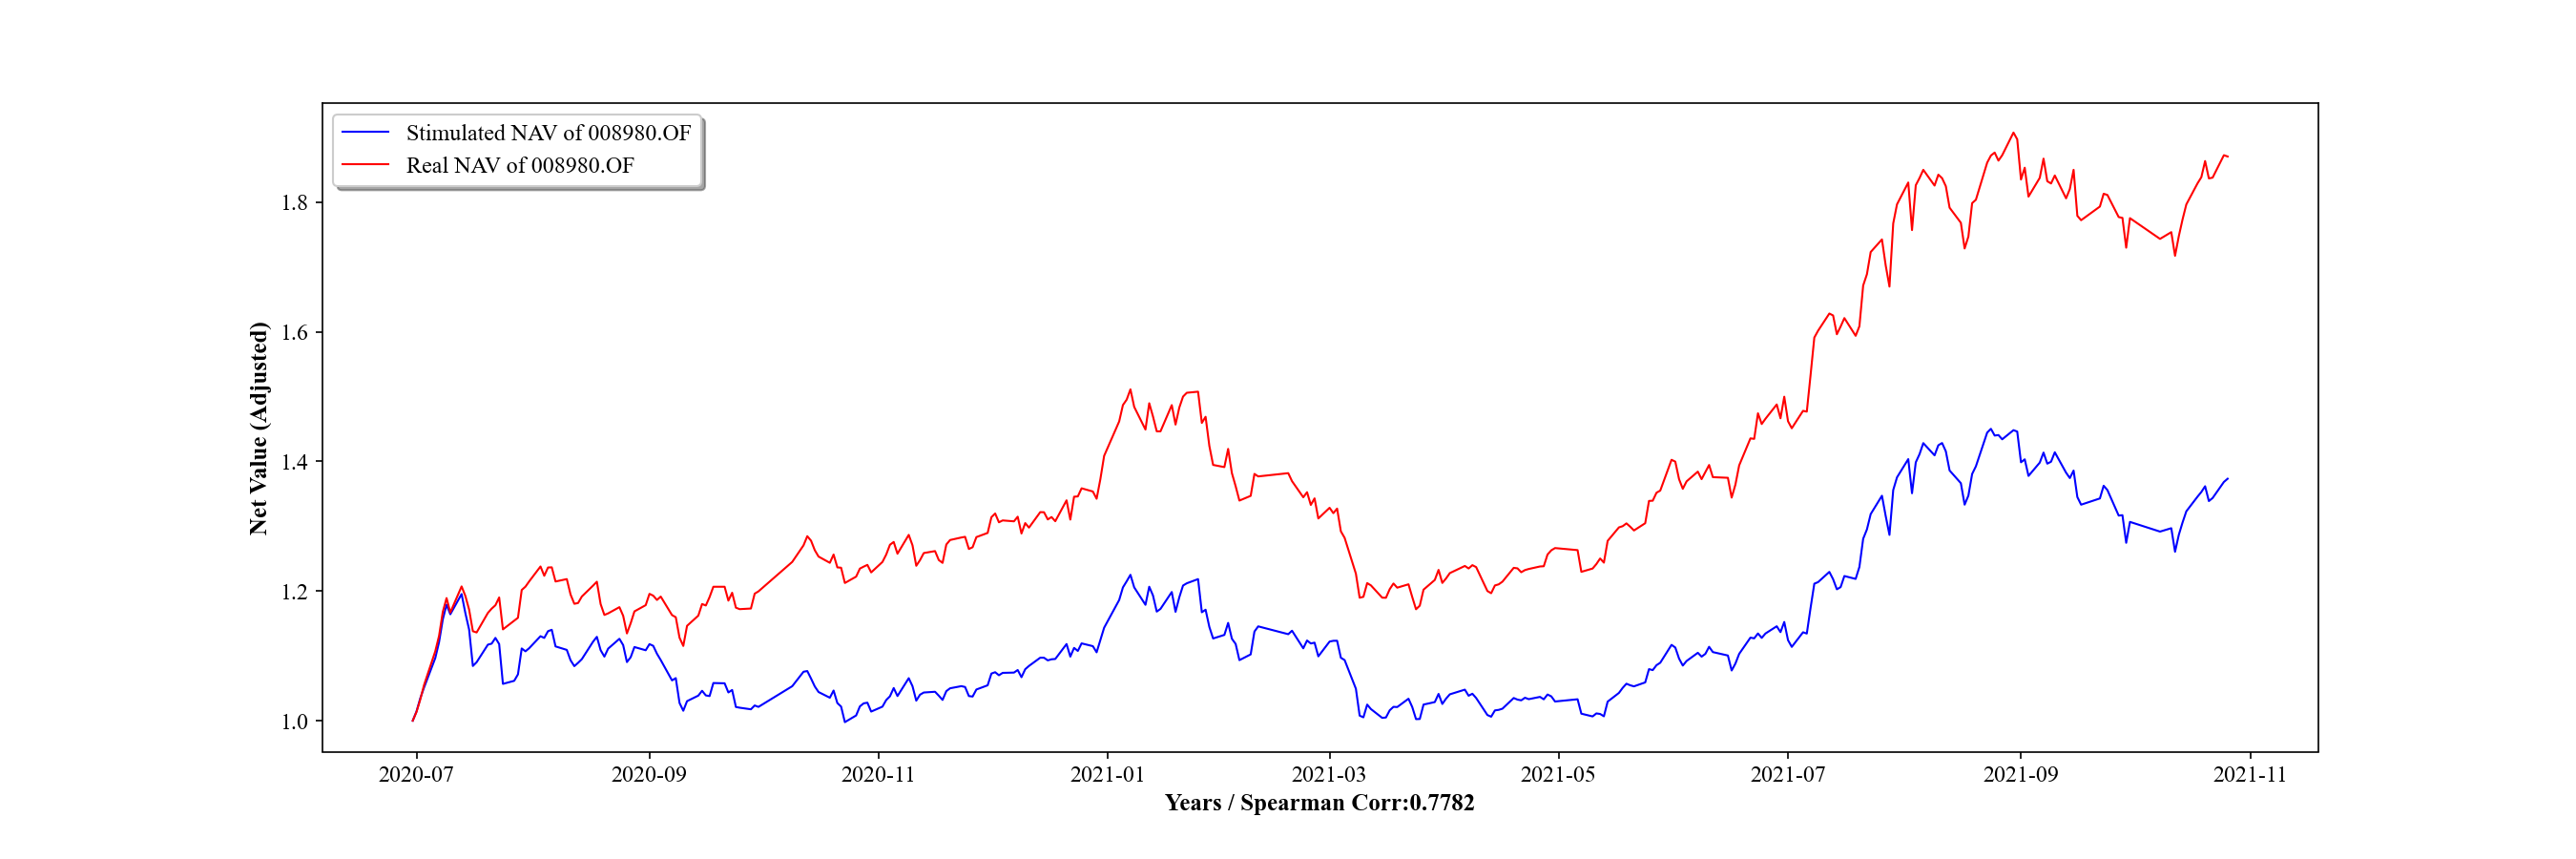 Stimulated NAV of 008980.OF
Real NAV of 008980.OF
Net Value (Adjusted)
1.8
1.6
1.4
1.2
1.0
2020-07 2020-09 2020-11 2021-01 2021-03 2021-05 2021-07 2021-09 2021-11
Years / Spearman Corr:0.7782